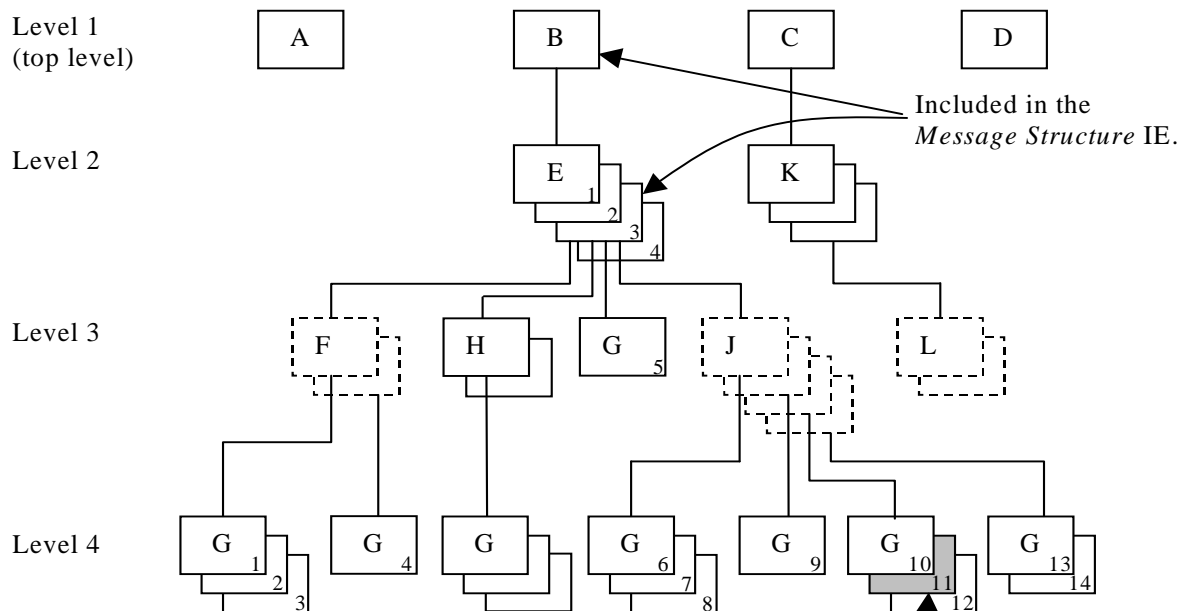 Level 1
(top level)
A
B
C
D
Included in the
Message Structure IE.
Level 2
E
1
2
3
4
K
Level 3
F
H
G
5
J
L
Level 4
G
1
2
3
G
4
G
G
6
7
8
G
9
G
10
11
12
G
13
14